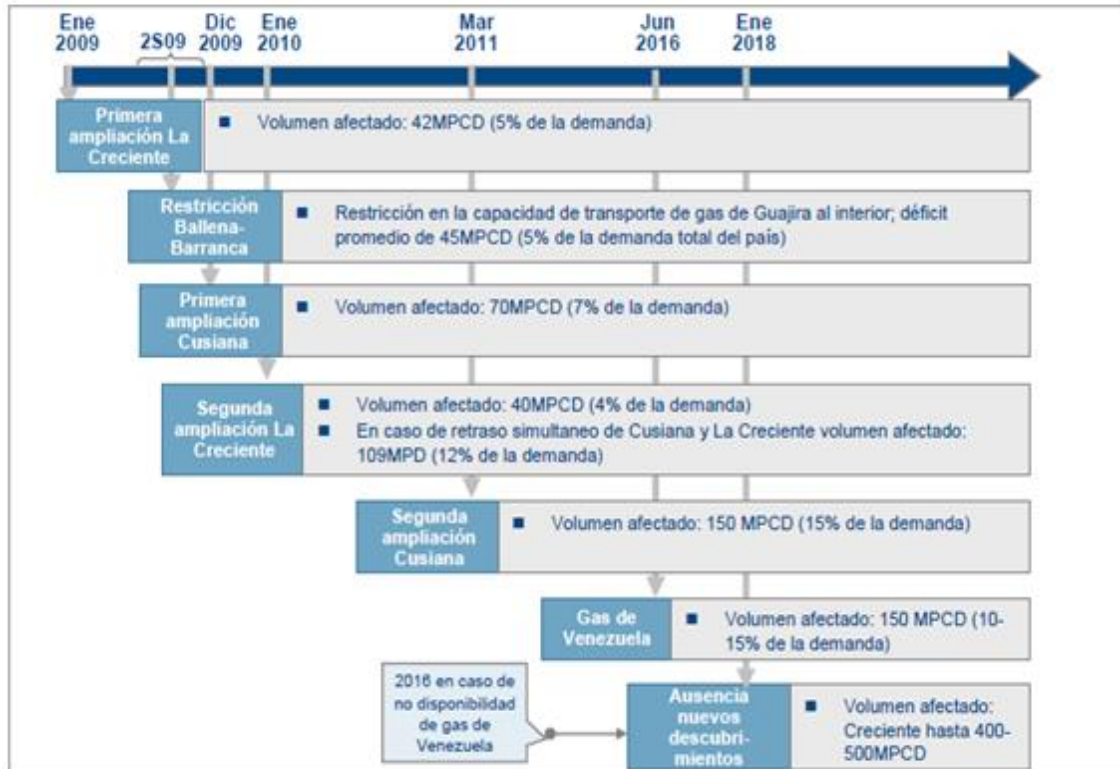 Ene 2009
2S09
Dic 2009
Ene 2010
Mar 2011
Jun 2016
Ene 2018
Primera
ampliación La
Creciente
Volumen afectado: 42MPCD (5% de la demanda)
Restricción
Ballena-
Barranca
Restricción en la capacidad de transporte de gas de Guajira al interior; déficit
promedio de 45MPCD (5% de la demanda total del país)
Primera
ampliación
Cusiana
Volumen afectado: 70MPCD (7% de la demanda)
Segunda
ampliación La
Creciente
Volumen afectado: 40MPCD (4% de la demanda)
En caso de retraso simultaneo de Cusiana y La Creciente volumen afectado:
109MPD (12% de la demanda)
Segunda
ampliación
Cusiana
Volumen afectado: 150 MPCD (15% de la demanda)
Gas de
Venezuela
Volumen afectado: 150 MPCD (10-
15% de la demanda)
2016 en caso de
no disponibilidad
de gas de
Venezuela
Ausencia
nuevos
descubri-
mientos
Volumen afectado:
Creciente hasta 400-
500MPCD